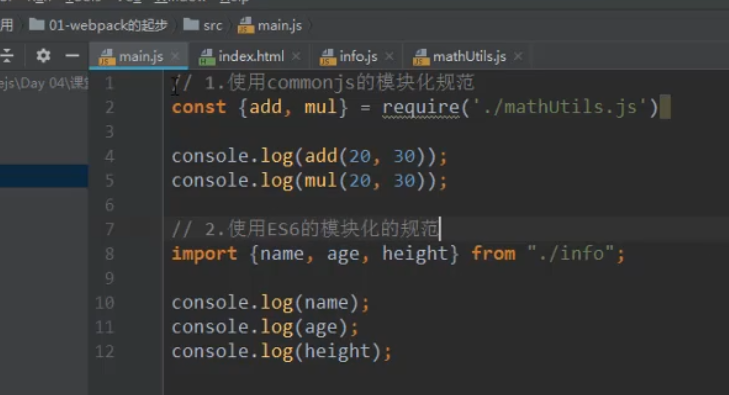 用 01-webpack的起步 src main.js
main.js index.html info.js mathUtils.js
ejs\Day 04\课
1 // 1.使用commonjs的模块化规范
2 const {add, mul} = require('./mathUtils.js')
3
4 console.log(add(20, 30));
5 console.log(mul(20, 30));
6
7 // 2.使用ES6的模块化的规范
8 import {name, age, height} from "./info";
9
10 console.log(name);
11 console.log(age);
12 console.log(height);